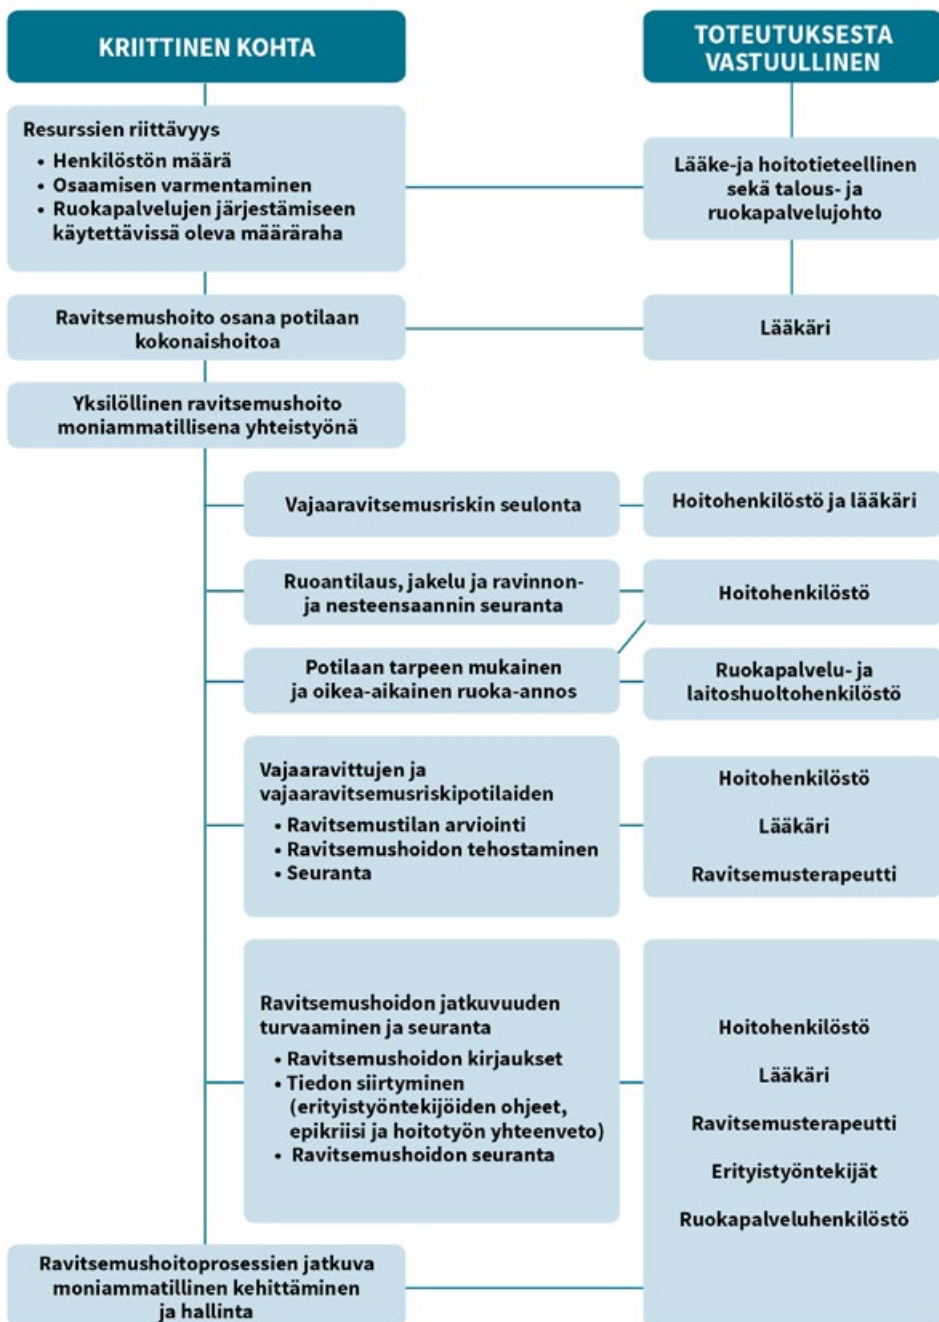 KRIITTINEN KOHTA
TOTEUTUKSESTA
VASTUULLINEN
Resurssien riittävyys
• Henkilöstön määrä
• Osaamisen varmentaminen
• Ruokapalvelujen järjestämiseen
käytettävissä oleva määräraha
Lääke-ja hoitotieteellinen
sekä talous- ja
ruokapalvelujohto
Ravitsemushoito osana potilaan
kokonaishoitoa
Lääkäri
Yksilöllinen ravitsemushoito
moniammatillisena yhteistyönä
Vajaaravitsemusriskin seulonta
Hoitohenkilöstö ja lääkäri
Ruoantilaus, jakelu ja ravinnon-
ja nesteensaannin seuranta
Hoitohenkilöstö
Potilaan tarpeen mukainen
ja oikea-aikainen ruoka-annos
Ruokapalvelu- ja
laitoshuoltohenkilöstö
Vajaaravittujen ja
vajaaravitsemusriskipotilaiden
• Ravitsemustilan arviointi
• Ravitsemushoidon tehostaminen
• Seuranta
Hoitohenkilöstö
Lääkäri
Ravitsemusterapeutti
Ravitsemushoidon jatkuvuuden
turvaaminen ja seuranta
• Ravitsemushoidon kirjaukset
• Tiedon siirtyminen
(erityistyöntekijöiden ohjeet,
epikriisi ja hoitotyön yhteenveto)
• Ravitsemushoidon seuranta
Hoitohenkilöstö
Lääkäri
Ravitsemusterapeutti
Erityistyöntekijät
Ruokapalveluhenkilöstö
Ravitsemushoitoprosessien jatkuva
moniammatillinen kehittäminen
ja hallinta